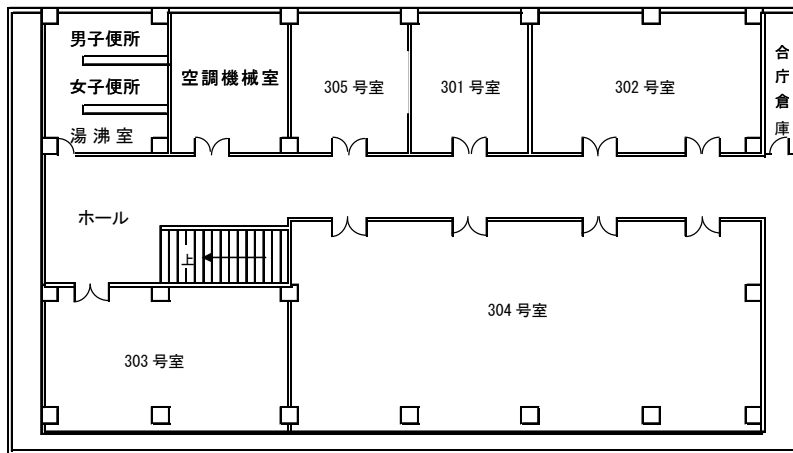 男子便所
女子便所
湯沸室
空調機械室
305 号室
301 号室
302 号室
合庁倉庫
ホール
上
303 号室
304 号室